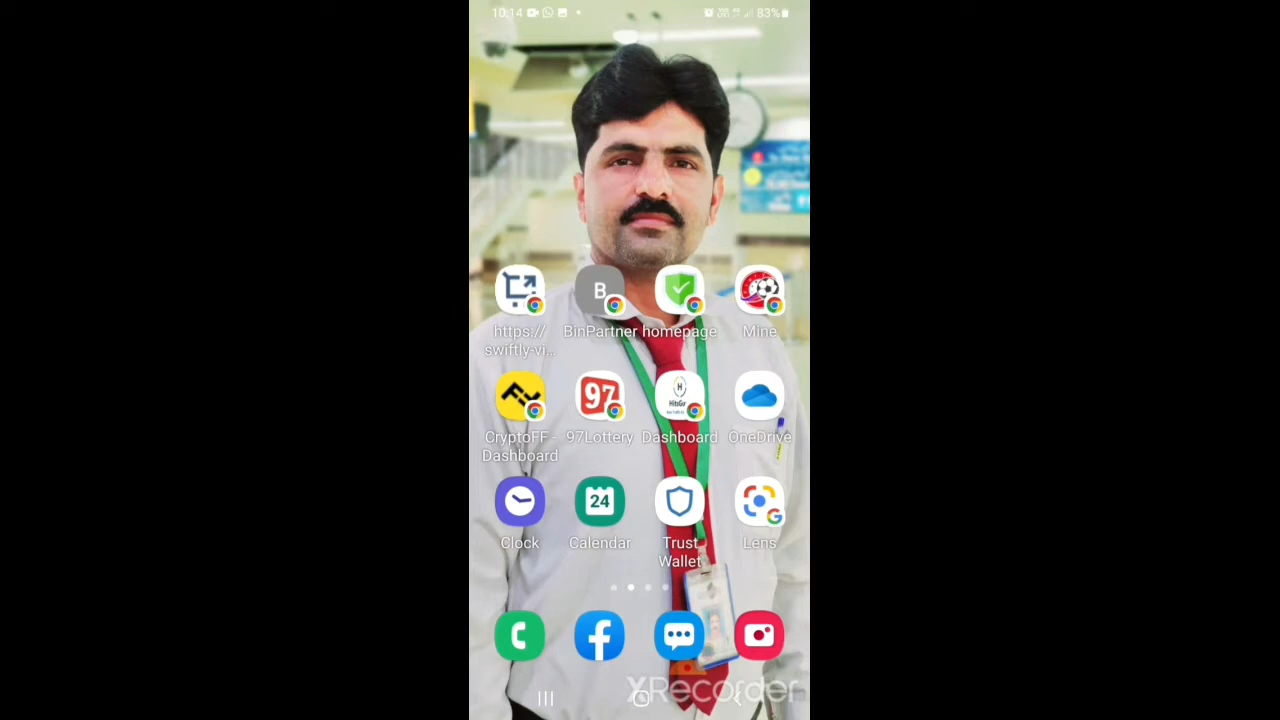 10:14
83%
B
https://
swiftly-vi...
BinPartner
homepage
Mine
97
H
CryptoFF -
Dashboard
97Lottery
Dashboard
OneDrive
24
Clock
Calendar
Trust
Wallet
Lens
XRecorder